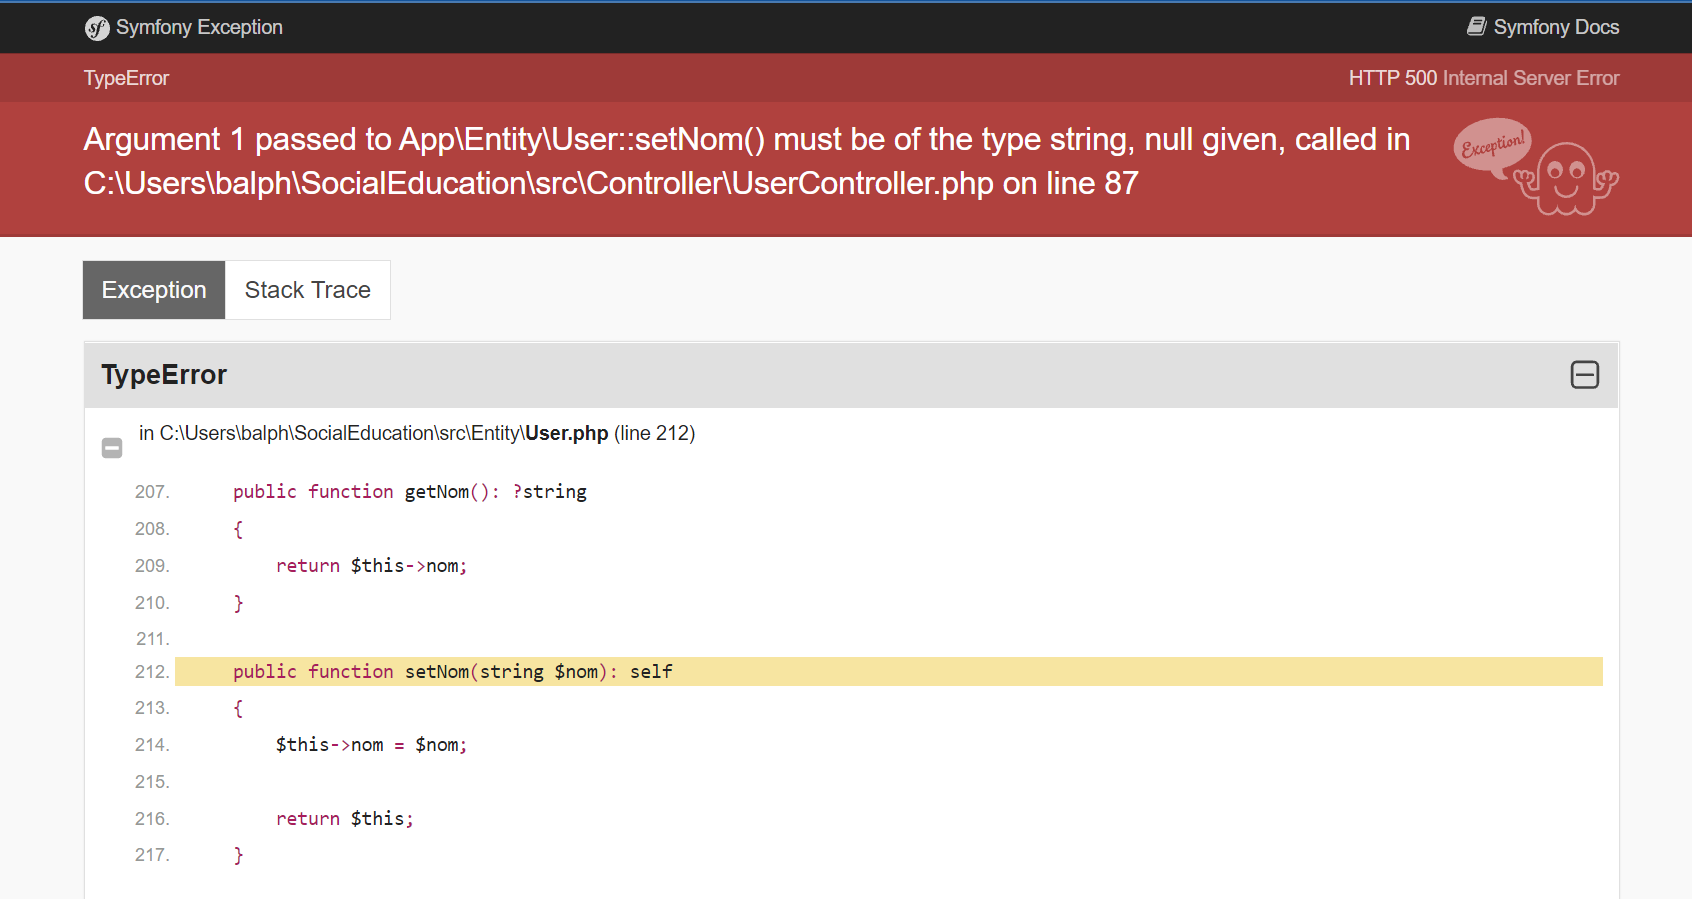 sf Symfony Exception
Symfony Docs
TypeError
HTTP 500 Internal Server Error
Argument 1 passed to App\Entity\User::setNom() must be of the type string, null given, called in
C:\Users\balph\SocialEducation\src\Controller\UserController.php on line 87
Exception!
Exception
Stack Trace
TypeError
in C:\Users\balph\SocialEducation\src\Entity\User.php (line 212)
207. public function getNom(): ?string
208. {
209. return $this->nom;
210. }
211.
212. public function setNom(string $nom): self
213. {
214. $this->nom = $nom;
215.
216. return $this;
217. }